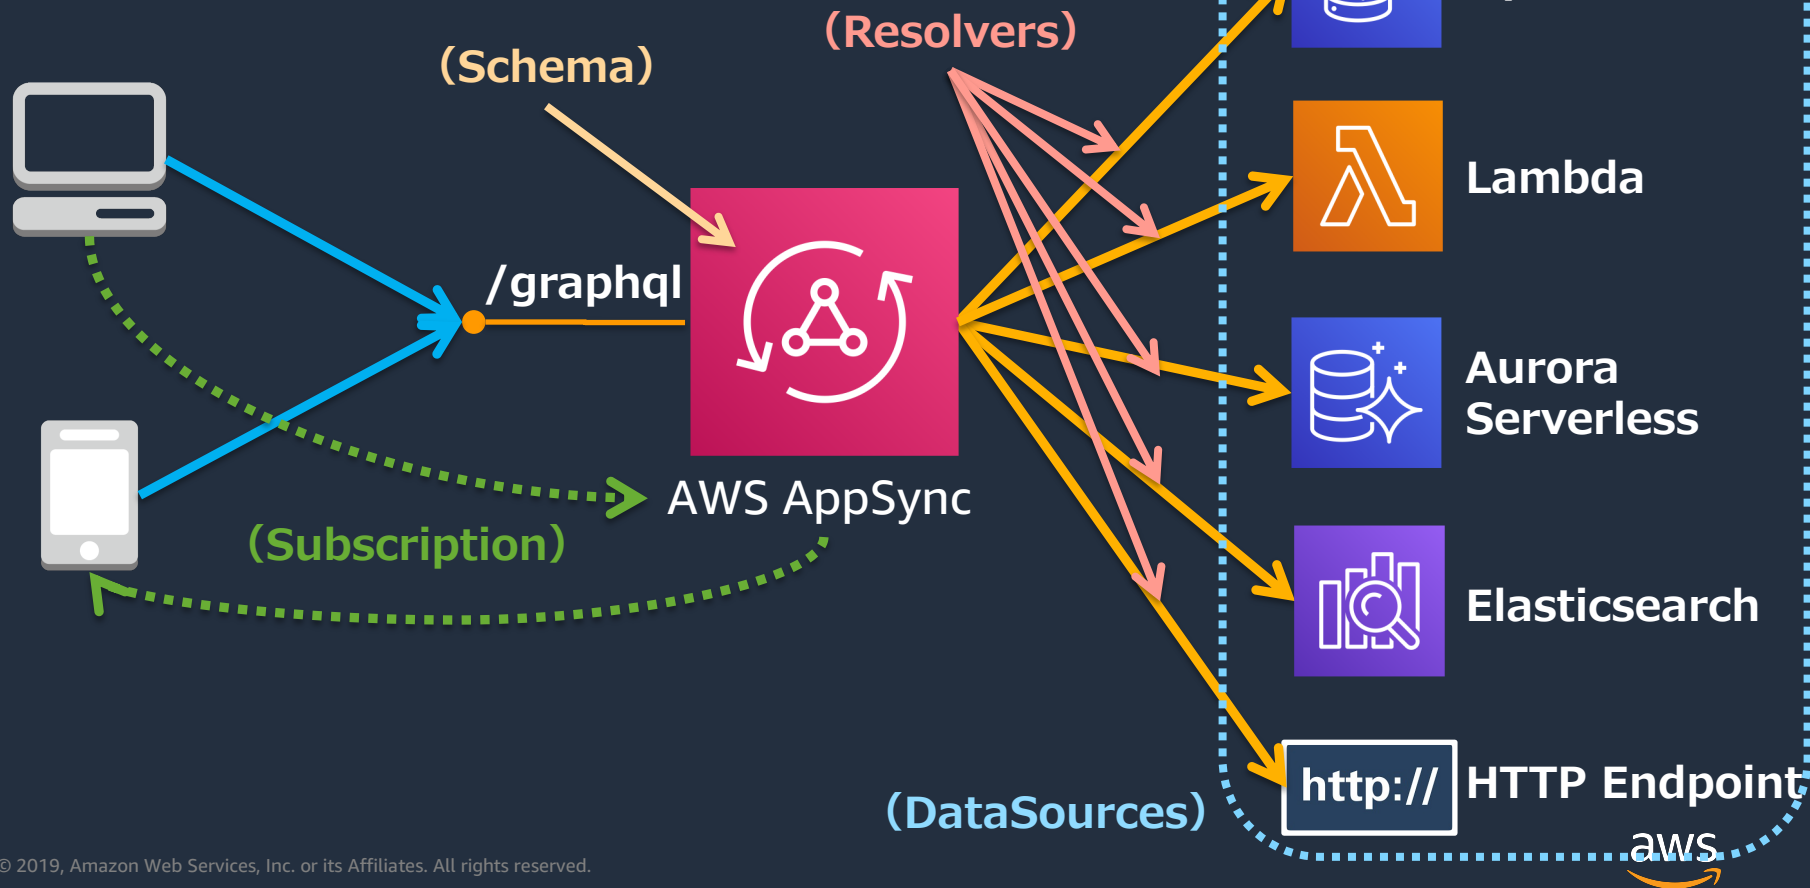 (Resolvers)
(Schema)
Lambda
/graphql
Aurora
Serverless
AWS AppSync
(Subscription)
Elasticsearch
http://
HTTP Endpoint
(DataSources)
aws
© 2019, Amazon Web Services, Inc. or its Affiliates. All rights reserved.